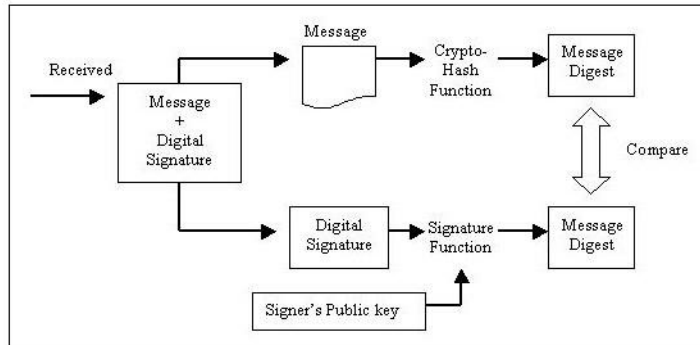 Received
Message
+
Digital
Signature
Message
Crypto-
Hash
Function
Message
Digest
Compare
Digital
Signature
Signature
Function
Message
Digest
Signer's Public key